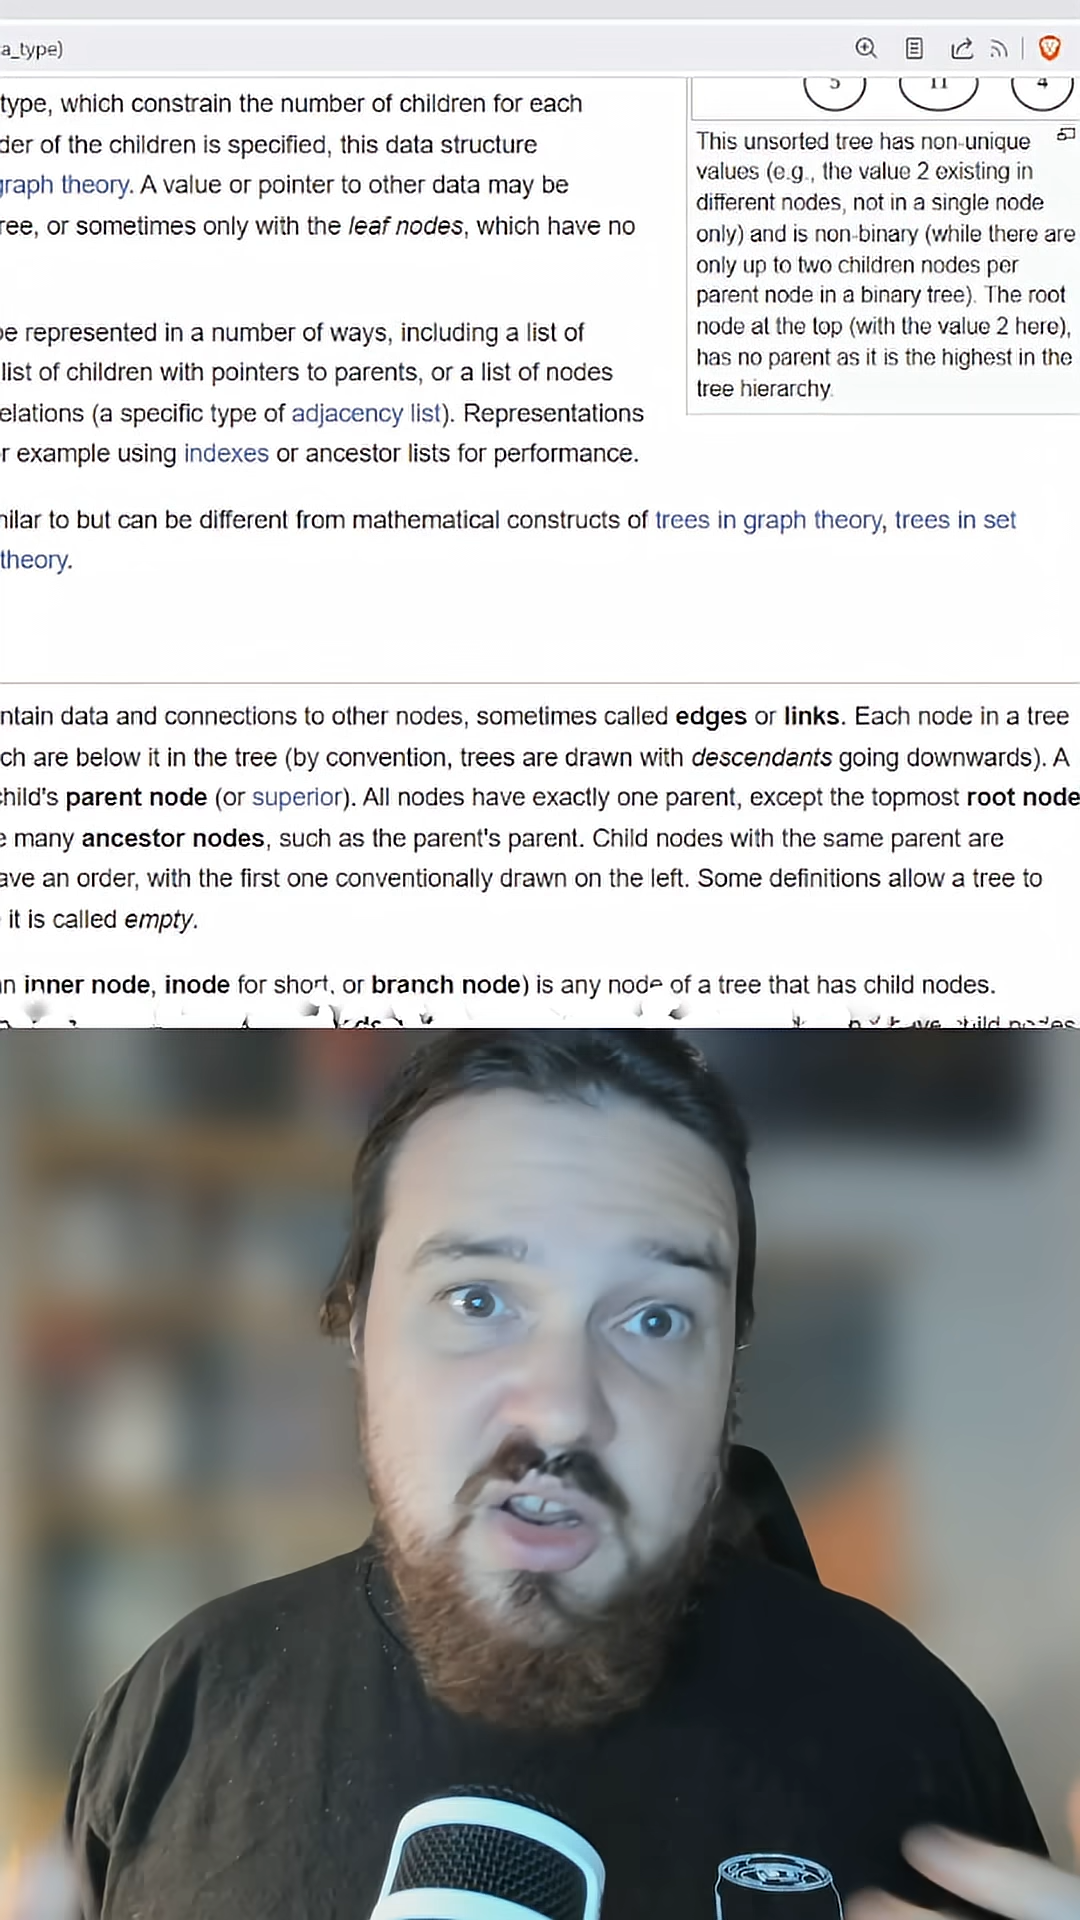 a_type)
5 11 4
type, which constrain the number of children for each
der of the children is specified, this data structure
graph theory. A value or pointer to other data may be
ree, or sometimes only with the leaf nodes, which have no
This unsorted tree has non-unique
values (e.g., the value 2 existing in
different nodes, not in a single node
only) and is non-binary (while there are
only up to two children nodes per
parent node in a binary tree). The root
node at the top (with the value 2 here),
has no parent as it is the highest in the
tree hierarchy.
be represented in a number of ways, including a list of
list of children with pointers to parents, or a list of nodes
elations (a specific type of adjacency list). Representations
r example using indexes or ancestor lists for performance.
nilar to but can be different from mathematical constructs of trees in graph theory, trees in set
theory.
ntain data and connections to other nodes, sometimes called edges or links. Each node in a tree
ch are below it in the tree (by convention, trees are drawn with descendants going downwards). A
child's parent node (or superior). All nodes have exactly one parent, except the topmost root node
e many ancestor nodes, such as the parent's parent. Child nodes with the same parent are
ave an order, with the first one conventionally drawn on the left. Some definitions allow a tree to
it is called empty.
n inner node, inode for short, or branch node) is any node of a tree that has child nodes.